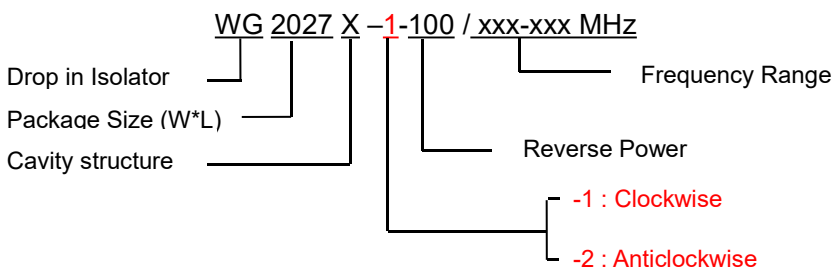 WG 2027 X –1-100 / xxx-xxx MHz
Drop in Isolator
Frequency Range
Package Size (W*L)
Cavity structure
Reverse Power
-1 : Clockwise
-2 : Anticlockwise